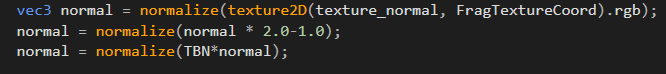 vec3 normal = normalize(texture2D(texture_normal, FragTextureCoord).rgb);
normal = normalize(normal * 2.0-1.0);
normal = normalize(TBN*normal);